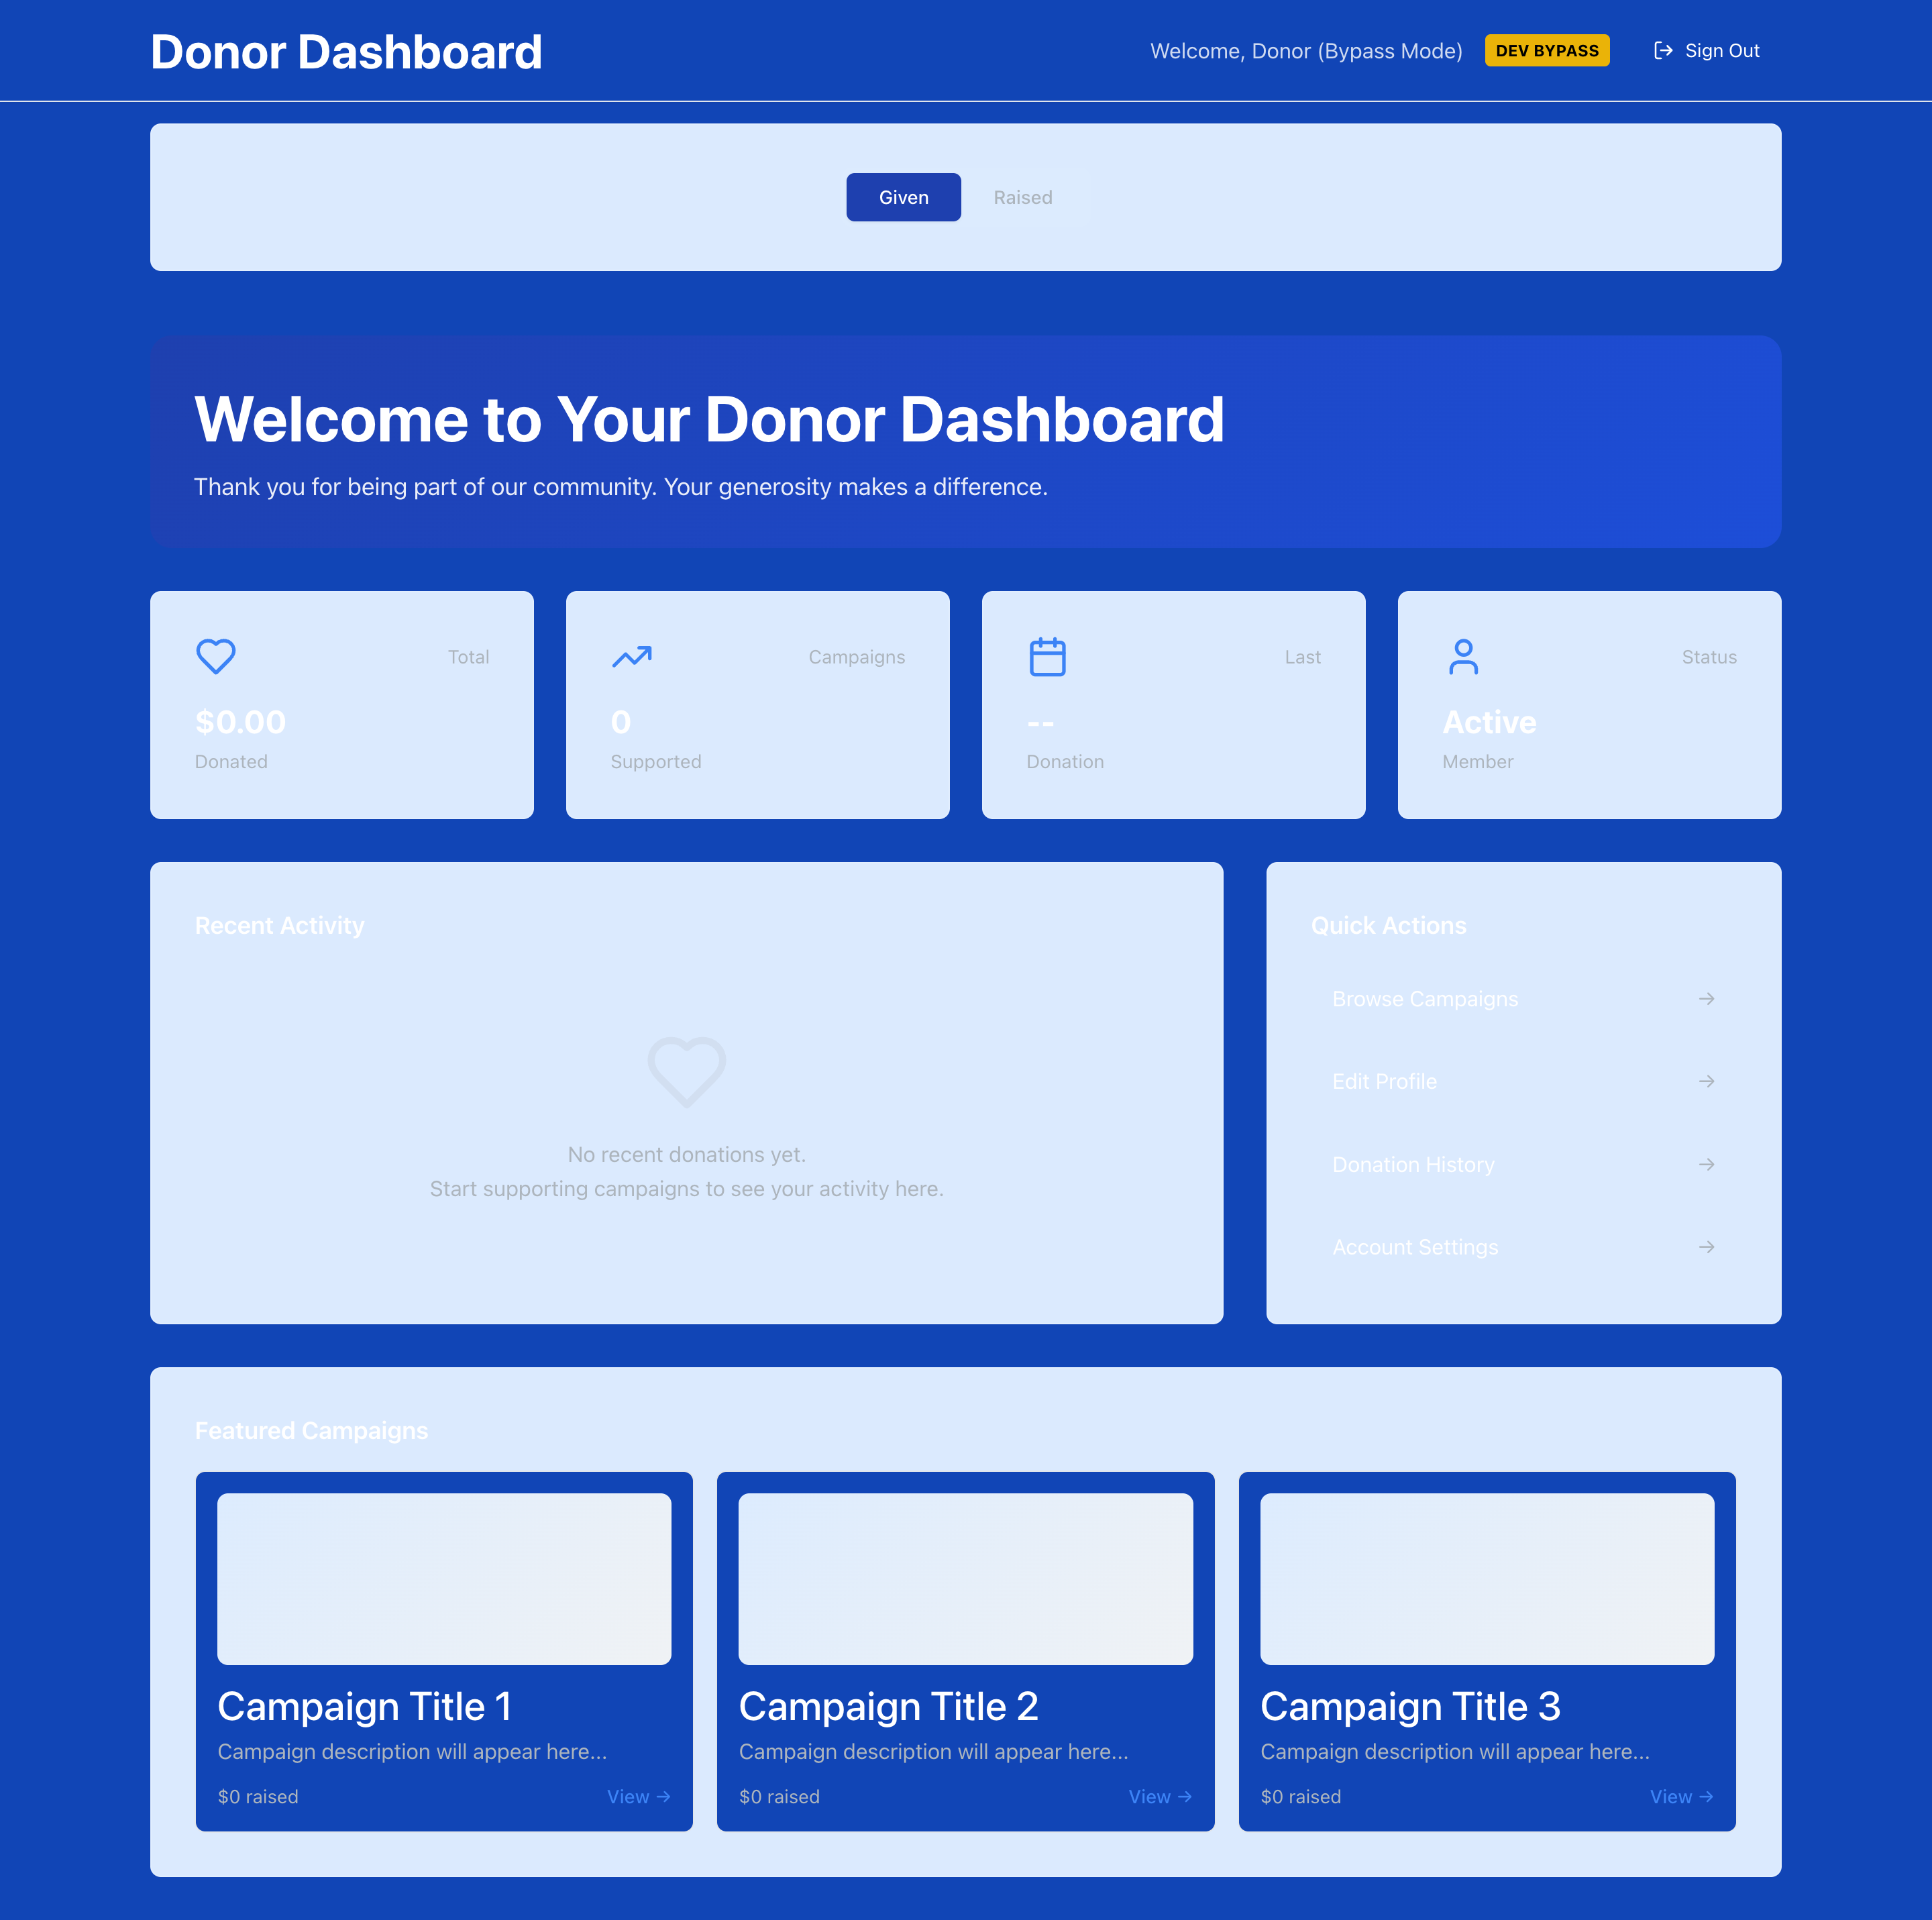 Donor Dashboard
Welcome, Donor (Bypass Mode)
DEV BYPASS
Sign Out
Given
Raised
Welcome to Your Donor Dashboard
Thank you for being part of our community. Your generosity makes a difference.
Total
$0.00
Donated
Campaigns
0
Supported
Last
--
Donation
Status
Active
Member
Recent Activity
No recent donations yet.
Start supporting campaigns to see your activity here.
Quick Actions
Browse Campaigns →
Edit Profile →
Donation History →
Account Settings →
Featured Campaigns
Campaign Title 1
Campaign description will appear here...
$0 raised
View →
Campaign Title 2
Campaign description will appear here...
$0 raised
View →
Campaign Title 3
Campaign description will appear here...
$0 raised
View →